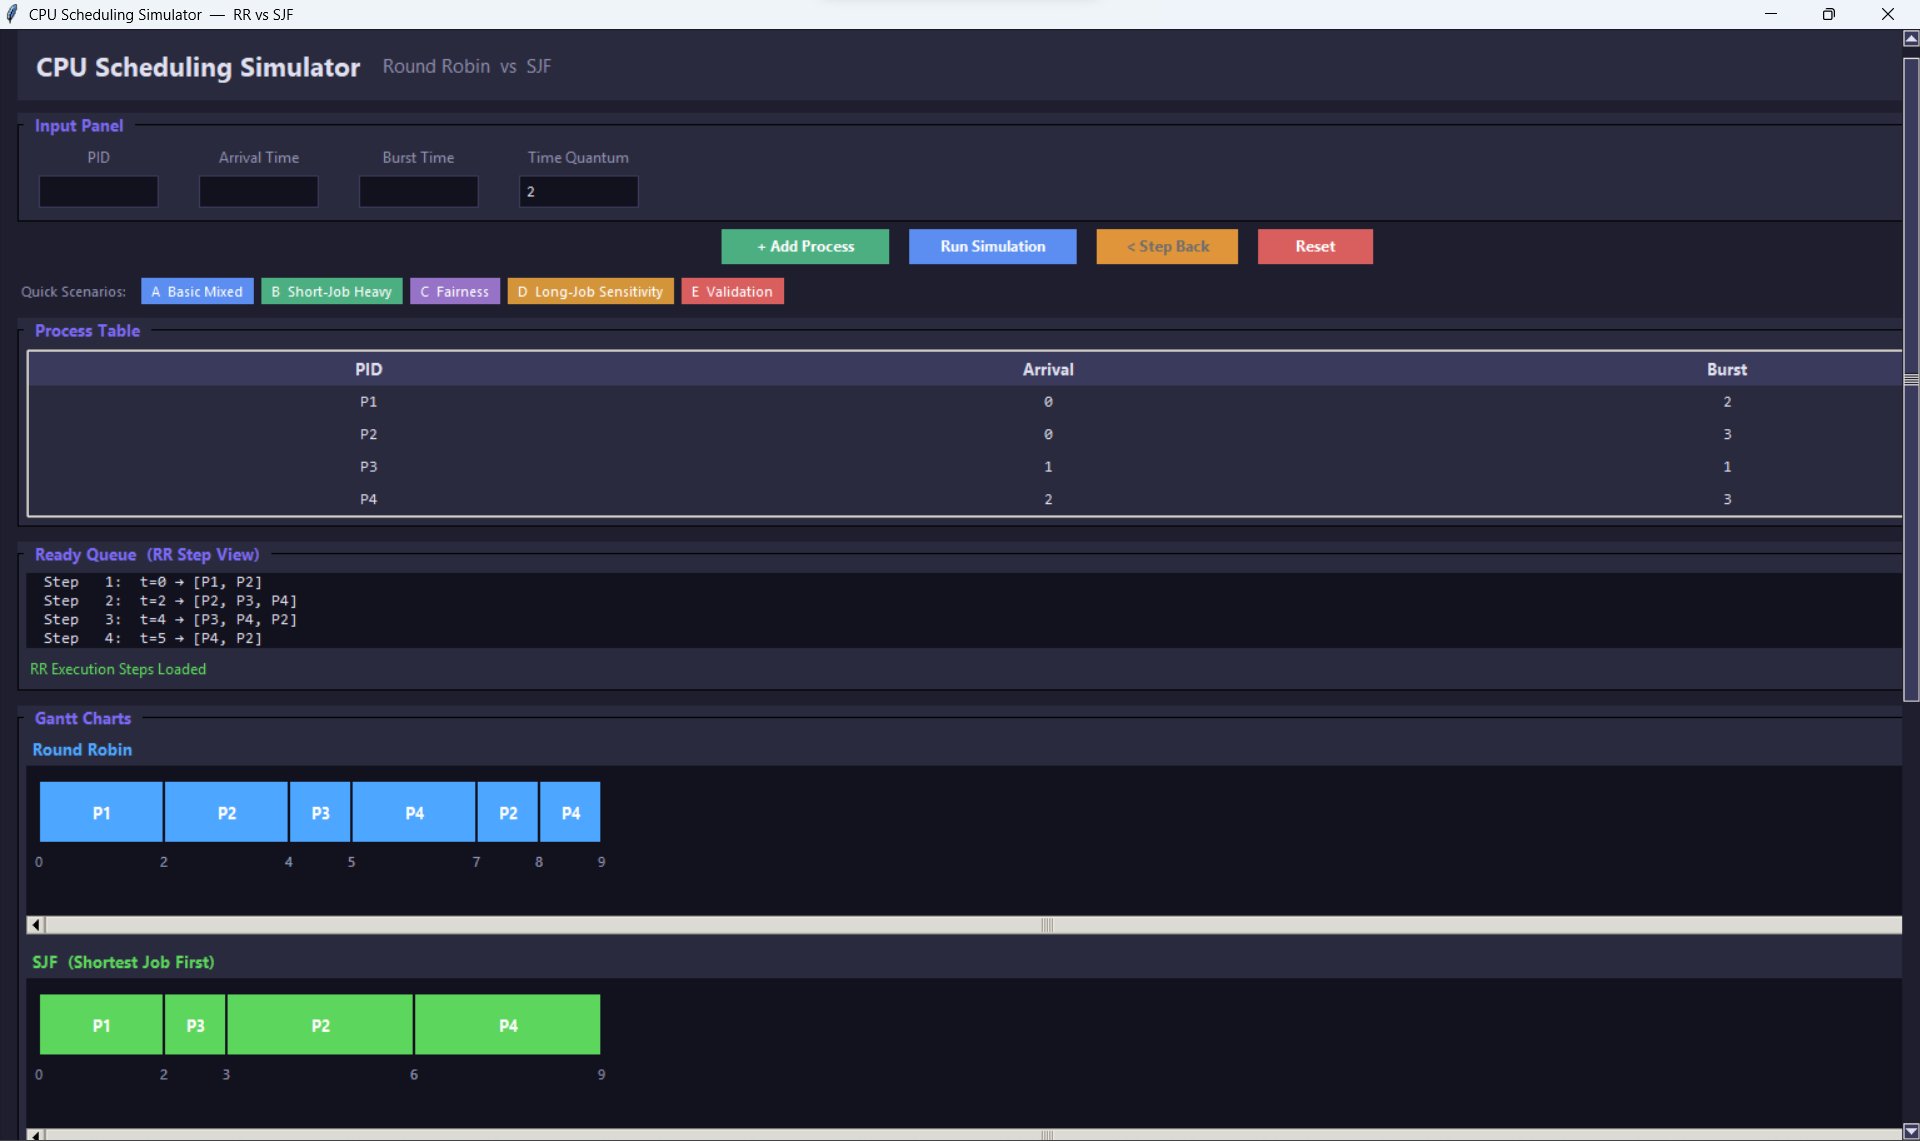 CPU Scheduling Simulator — RR vs SJF
CPU Scheduling Simulator Round Robin vs SJF
Input Panel
PID Arrival Time Burst Time Time Quantum
2
+ Add Process Run Simulation < Step Back Reset
Quick Scenarios: A Basic Mixed B Short-Job Heavy C Fairness D Long-Job Sensitivity E Validation
Process Table
PID Arrival Burst
P1 0 2
P2 0 3
P3 1 1
P4 2 3
Ready Queue (RR Step View)
Step 1: t=0 → [P1, P2]
Step 2: t=2 → [P2, P3, P4]
Step 3: t=4 → [P3, P4, P2]
Step 4: t=5 → [P4, P2]
RR Execution Steps Loaded
Gantt Charts
Round Robin
P1 P2 P3 P4 P2 P4
0 2 4 5 7 8 9
SJF (Shortest Job First)
P1 P3 P2 P4
0 2 3 6 9